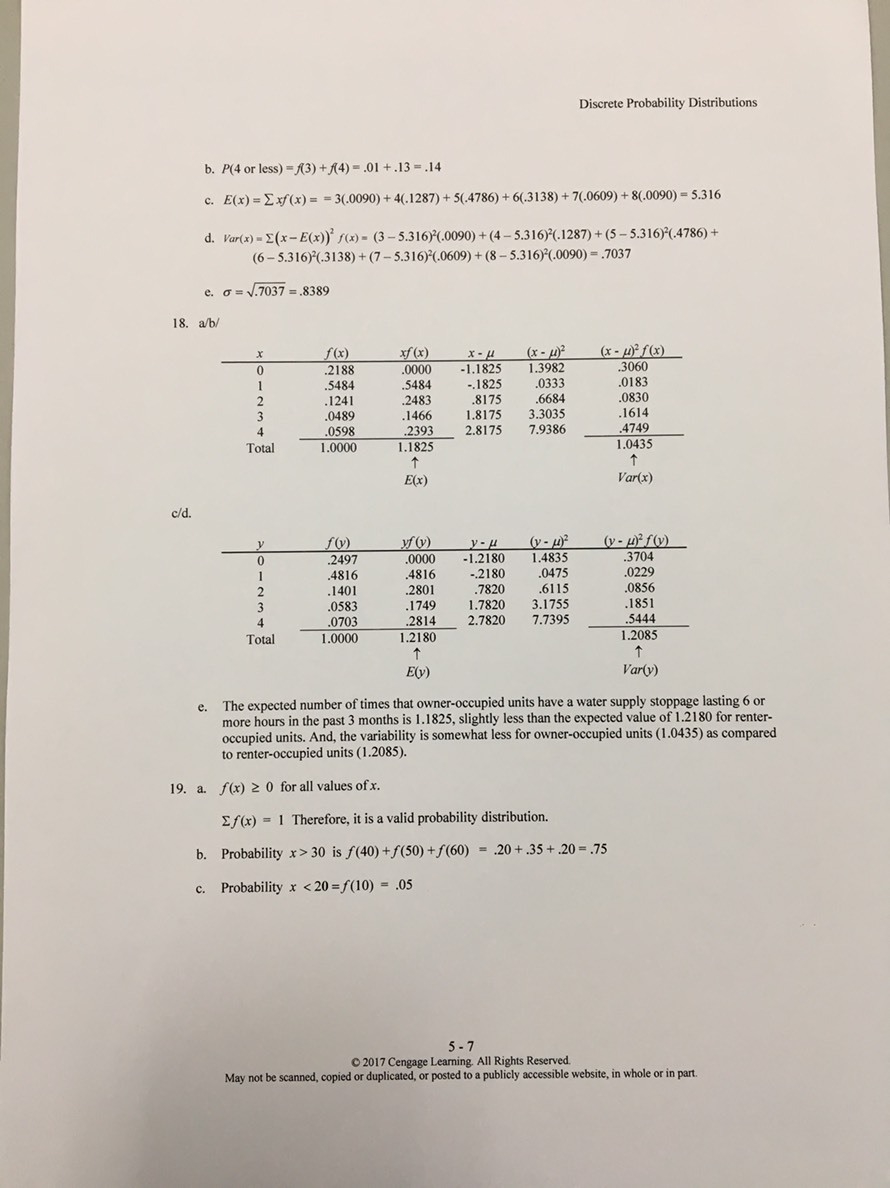 Discrete Probability Distributions
b. P(4 or less) = f(3) + f(4) = .01 + .13 = .14
c. E(x) = Σ xf(x) = = 3(.0090) + 4(.1287) + 5(.4786) + 6(.3138) + 7(.0609) + 8(.0090) = 5.316
d. Var(x) = Σ(x − E(x))² f(x) = (3 – 5.316)²(.0090) + (4 – 5.316)²(.1287) + (5 – 5.316)²(.4786) +
(6 – 5.316)²(.3138) + (7 – 5.316)²(.0609) + (8 – 5.316)²(.0090) = .7037
e. σ = √.7037 = .8389
18. a/b/
x f(x) xf(x) x - μ (x - μ)² (x - μ)² f(x)
0 .2188 .0000 -1.1825 1.3982 .3060
1 .5484 .5484 -.1825 .0333 .0183
2 .1241 .2483 .8175 .6684 .0830
3 .0489 .1466 1.8175 3.3035 .1614
4 .0598 .2393 2.8175 7.9386 .4749
Total 1.0000 1.1825 1.0435
↑ ↑
E(x) Var(x)
c/d.
y f(y) yf(y) y - μ (y - μ)² (y - μ)² f(y)
0 .2497 .0000 -1.2180 1.4835 .3704
1 .4816 .4816 -.2180 .0475 .0229
2 .1401 .2801 .7820 .6115 .0856
3 .0583 .1749 1.7820 3.1755 .1851
4 .0703 .2814 2.7820 7.7395 .5444
Total 1.0000 1.2180 1.2085
↑ ↑
E(y) Var(y)
e. The expected number of times that owner-occupied units have a water supply stoppage lasting 6 or
more hours in the past 3 months is 1.1825, slightly less than the expected value of 1.2180 for renter-
occupied units. And, the variability is somewhat less for owner-occupied units (1.0435) as compared
to renter-occupied units (1.2085).
19. a. f(x) ≥ 0 for all values of x.
Σ f(x) = 1 Therefore, it is a valid probability distribution.
b. Probability x > 30 is f(40) + f(50) + f(60) = .20 + .35 + .20 = .75
c. Probability x < 20 = f(10) = .05
5 - 7
© 2017 Cengage Learning. All Rights Reserved.
May not be scanned, copied or duplicated, or posted to a publicly accessible website, in whole or in part.